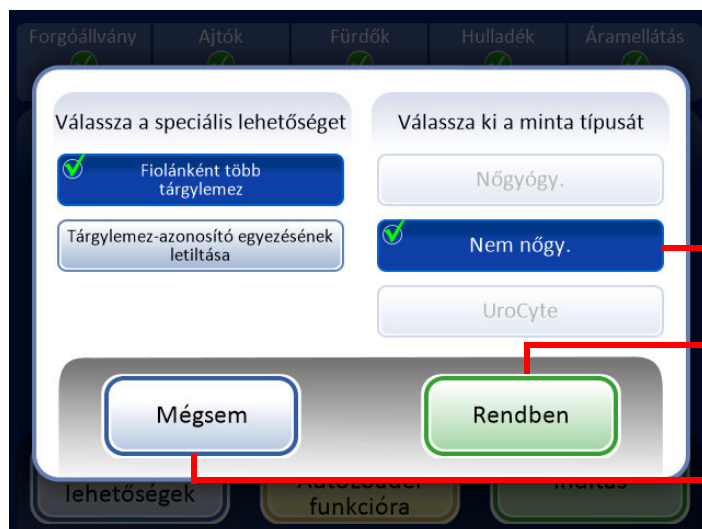 Forgóállvány Ajtók Fürdők Hulladék Áramellátás
Válassza a speciális lehetőséget
Válassza ki a minta típusát
Fiolánként több
tárgylemez
Nőgyógy.
Tárgylemez-azonosító egyezésének
letiltása
Nem nőgy.
UroCyte
Mégsem
Rendben
lehetőségek
funkcióra